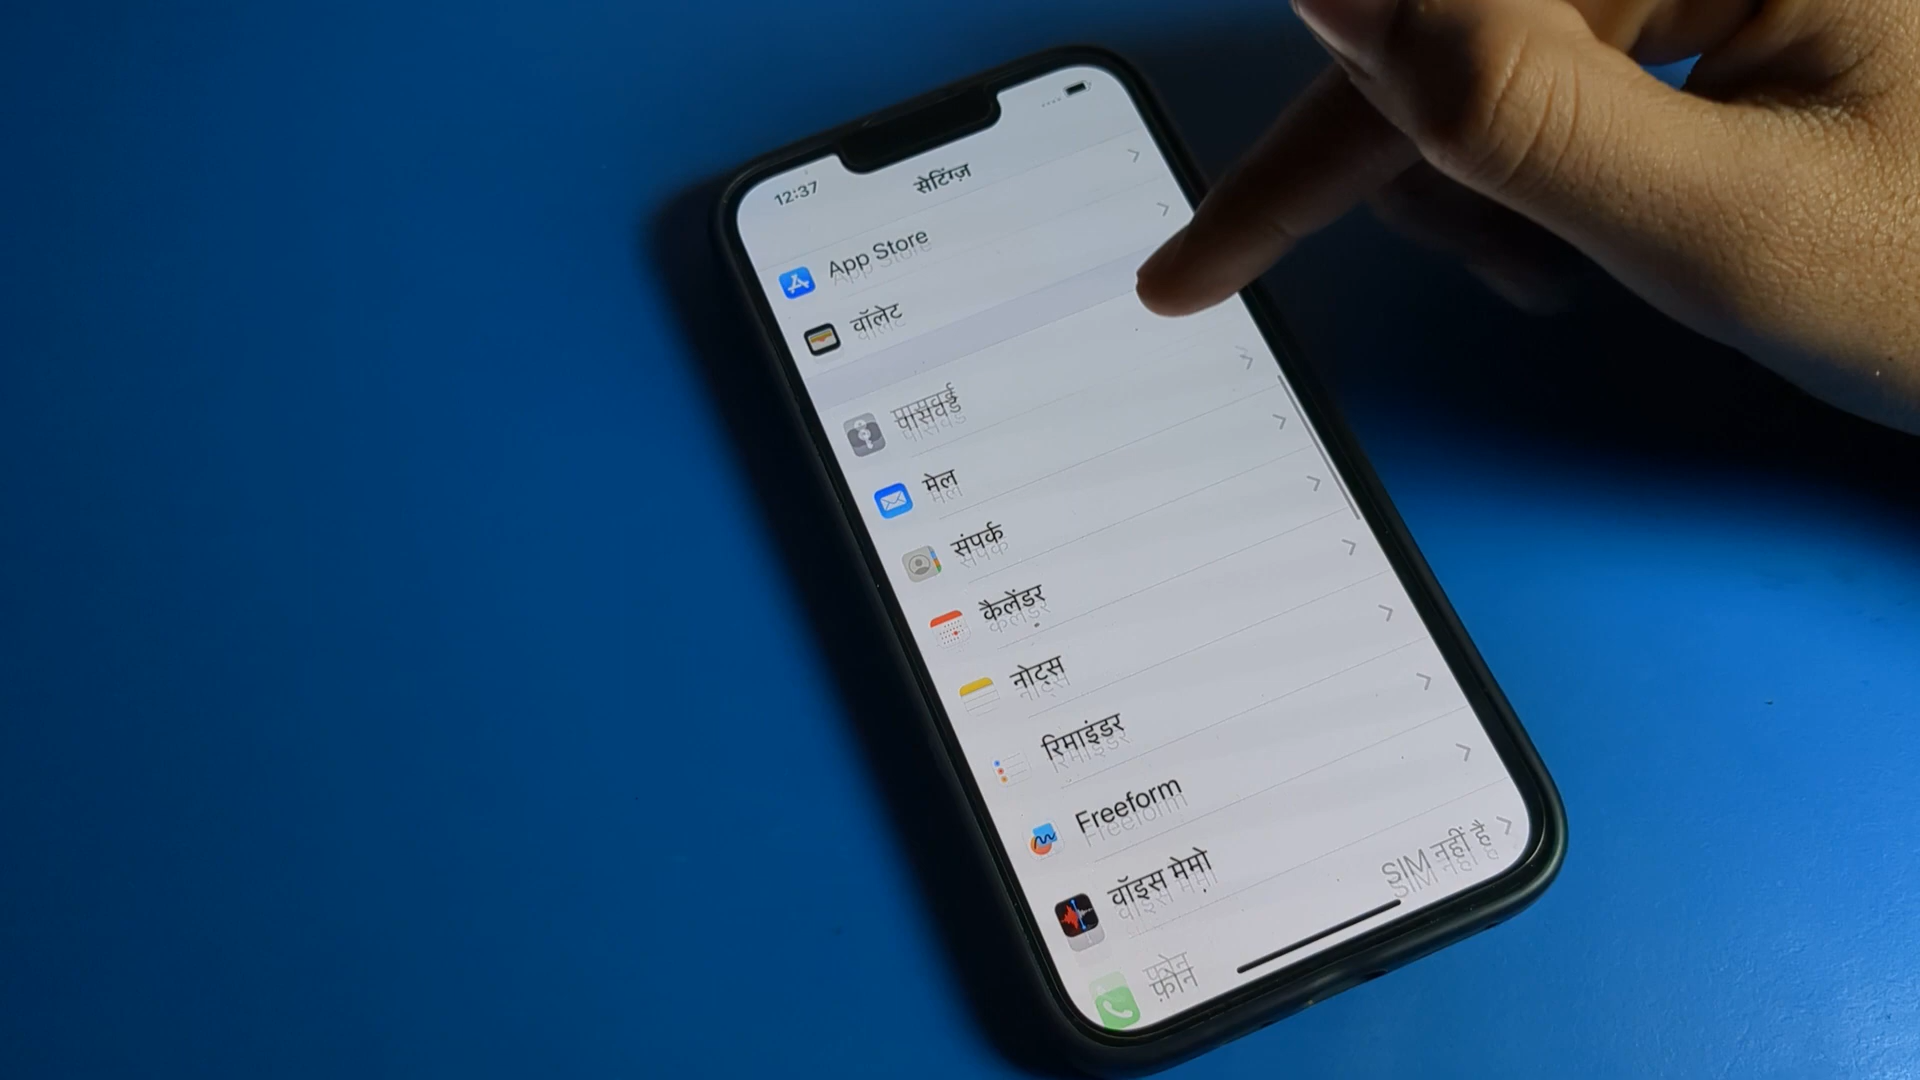 12:37
सेटिंग्ज़
App Store
वॉलेट
पासवर्ड
मेल
संपर्क
कैलेंडर
नोट्स
रिमाइंडर
Freeform
वॉइस मेमो
SIM नहीं है
फ़ोन